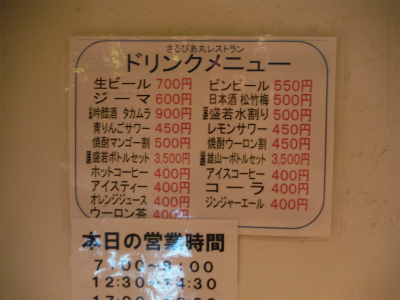 さるびあ丸レストラン
ドリンクメニュー
生ビール 700円
ジーマ 600円
吟醸酒 タカムラ 900円
青りんごサワー 450円
焼酎マンゴー割 500円
盛若ボトルセット 3,500円
ホットコーヒー 400円
アイスティー 400円
オレンジジュース 400円
ウーロン茶 400円
ビンビール 550円
日本酒 松竹梅 500円
盛若水割り 500円
レモンサワー 450円
焼酎ウーロン割 450円
雄山一ボトルセット 3,500円
アイスコーヒー 400円
コーラ 400円
ジンジャーエール 400円
本日の営業時間
7:00~8:00
12:30~14:30